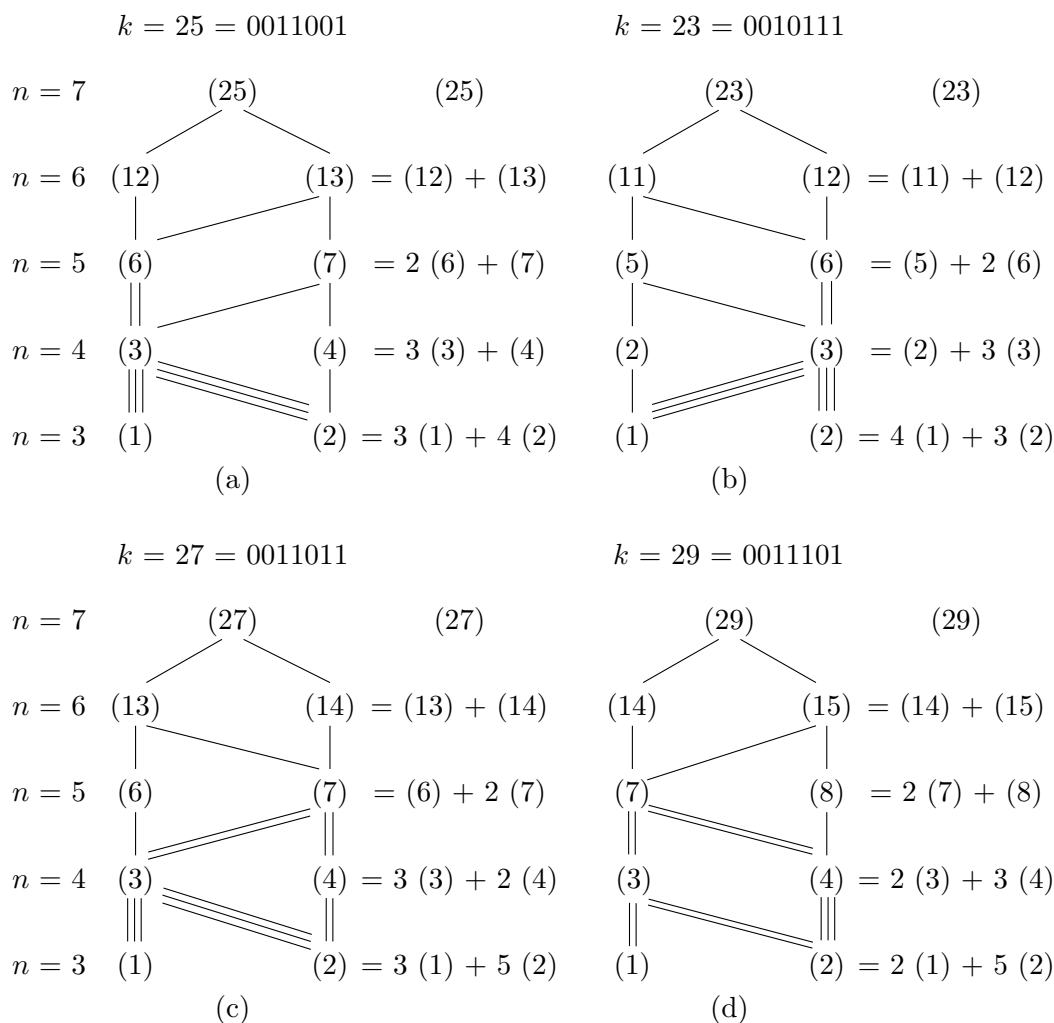 k = 25 = 0011001
k = 23 = 0010111
n = 7 (25) (25) (23) (23)
n = 6 (12) (13) = (12) + (13) (11) (12) = (11) + (12)
n = 5 (6) (7) = 2 (6) + (7) (5) (6) = (5) + 2 (6)
n = 4 (3) (4) = 3 (3) + (4) (2) (3) = (2) + 3 (3)
n = 3 (1) (2) = 3 (1) + 4 (2) (1) (2) = 4 (1) + 3 (2)
(a) (b)
k = 27 = 0011011
k = 29 = 0011101
n = 7 (27) (27) (29) (29)
n = 6 (13) (14) = (13) + (14) (14) (15) = (14) + (15)
n = 5 (6) (7) = (6) + 2 (7) (7) (8) = 2 (7) + (8)
n = 4 (3) (4) = 3 (3) + 2 (4) (3) (4) = 2 (3) + 3 (4)
n = 3 (1) (2) = 3 (1) + 5 (2) (1) (2) = 2 (1) + 5 (2)
(c) (d)